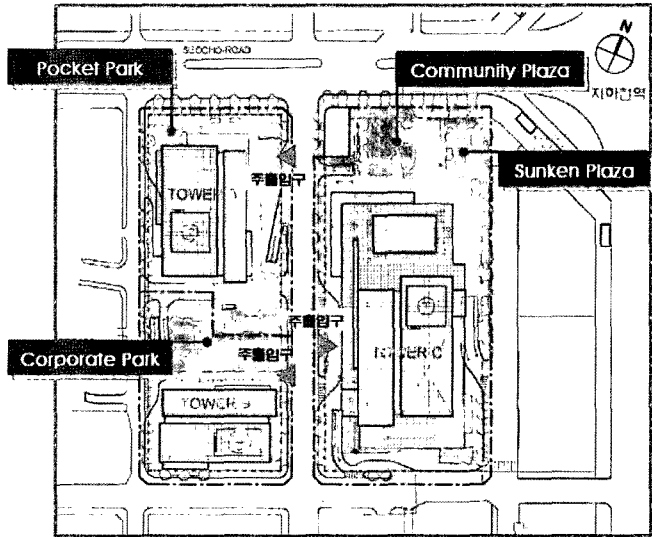 SEOCHO-ROAD
N
Pocket Park
Community Plaza
지하철역
Sunken Plaza
주출입구
TOWER
주출입구
Corporate Park
주출입구
TOWER C
TOWER